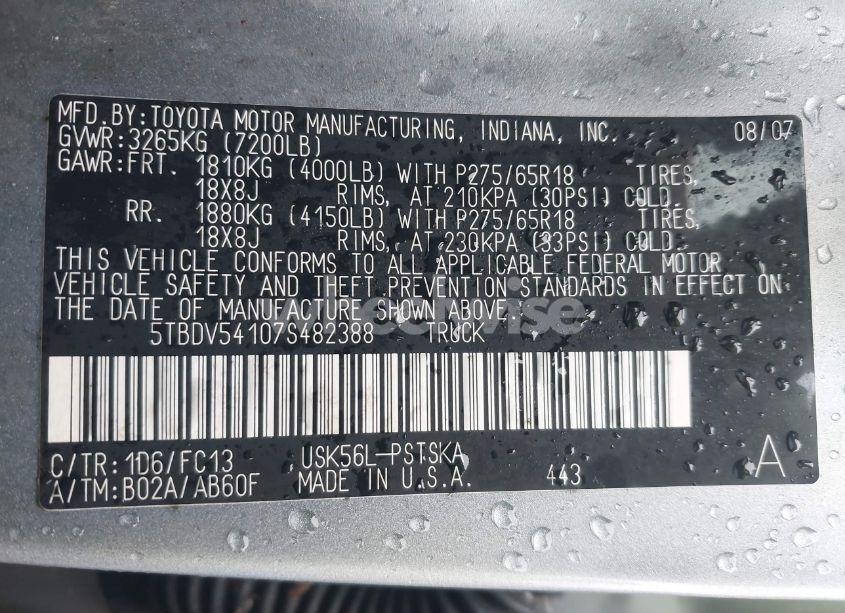 MFD.BY:TOYOTA MOTOR MANUFACTURING, INDIANA, INC. 08/07
GVWR:3265KG (7200LB)
GAWR:FRT. 1810KG (4000LB) WITH P275/65R18 TIRES,
18X8J RIMS, AT 210KPA (30PSI) COLD.
RR. 1880KG (4150LB) WITH P275/65R18 TIRES,
18X8J RIMS, AT 230KPA (33PSI) COLD.
THIS VEHICLE CONFORMS TO ALL APPLICABLE FEDERAL MOTOR
VEHICLE SAFETY AND THEFT PREVENTION STANDARDS IN EFFECT ON
THE DATE OF MANUFACTURE SHOWN ABOVE.
5TBDV54107S482388 TRUCK
C/TR: 1D6/FC13 USK56L-PSTSKA A
A/TM: B02A/AB60F MADE IN U.S.A. 443